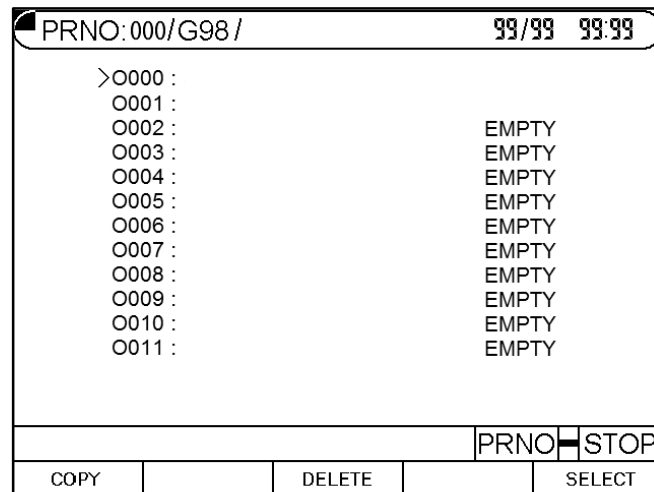 PRNO:000/G98/ 99/99 99:99
>O000 :
O001 :
O002 : EMPTY
O003 : EMPTY
O004 : EMPTY
O005 : EMPTY
O006 : EMPTY
O007 : EMPTY
O008 : EMPTY
O009 : EMPTY
O010 : EMPTY
O011 : EMPTY
PRNO STOP
COPY DELETE SELECT